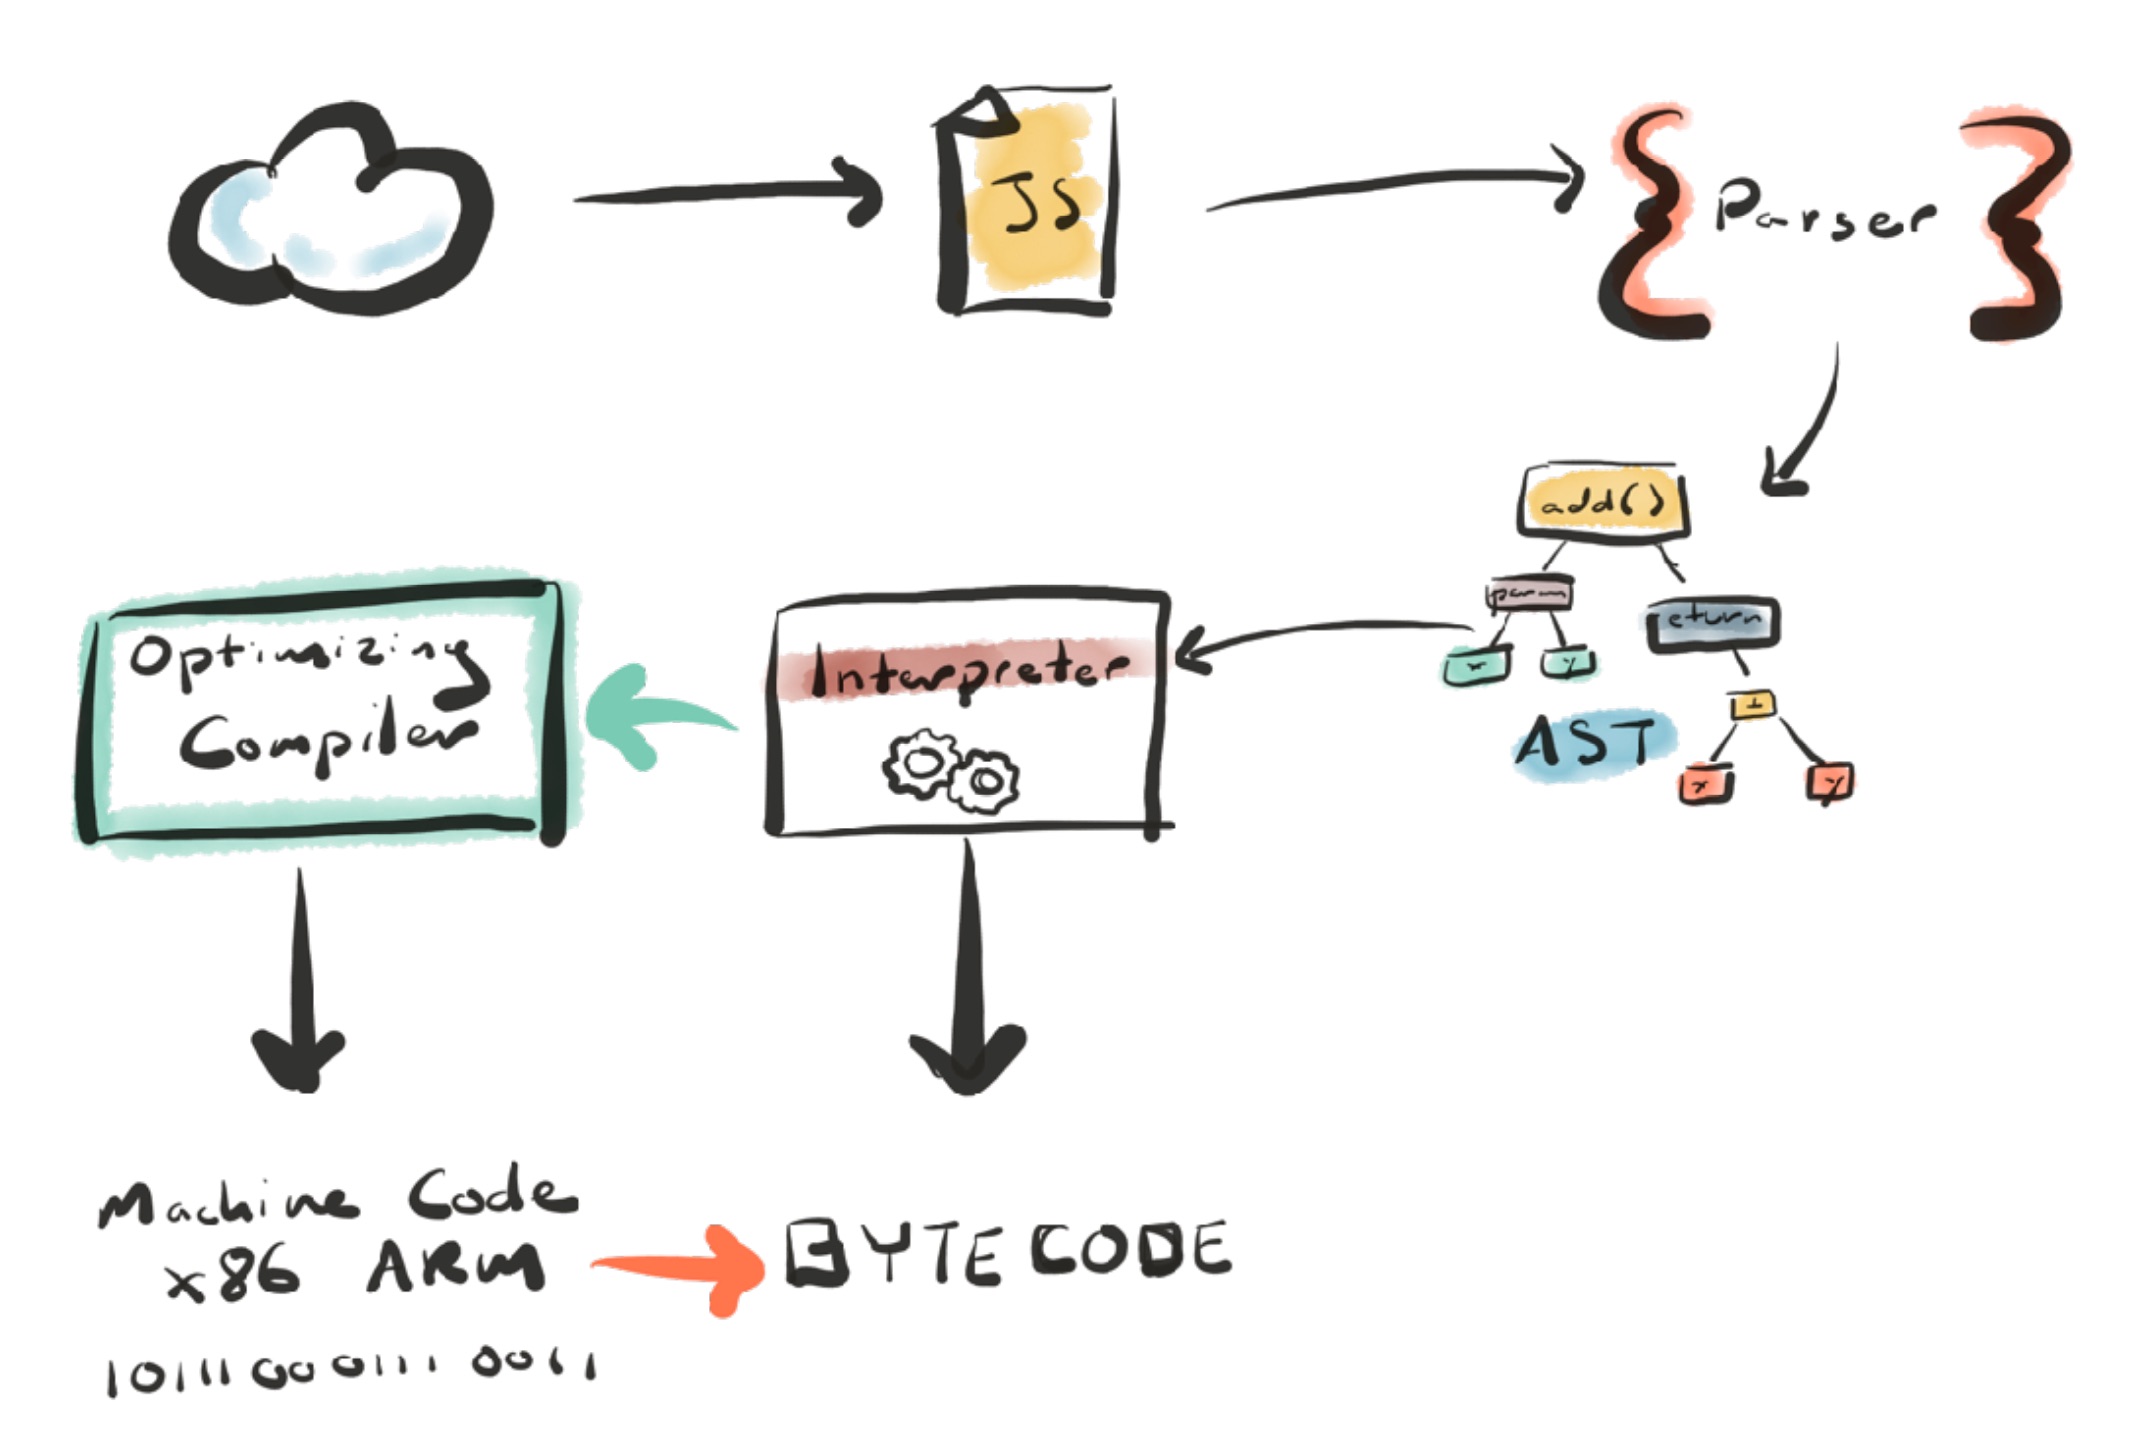 JS
Parser
add()
param
return
x
y
+
AST
x
y
Interpreter
Optimizing
Compiler
Machine Code
x86 ARM
10111000111 0011
BYTECODE